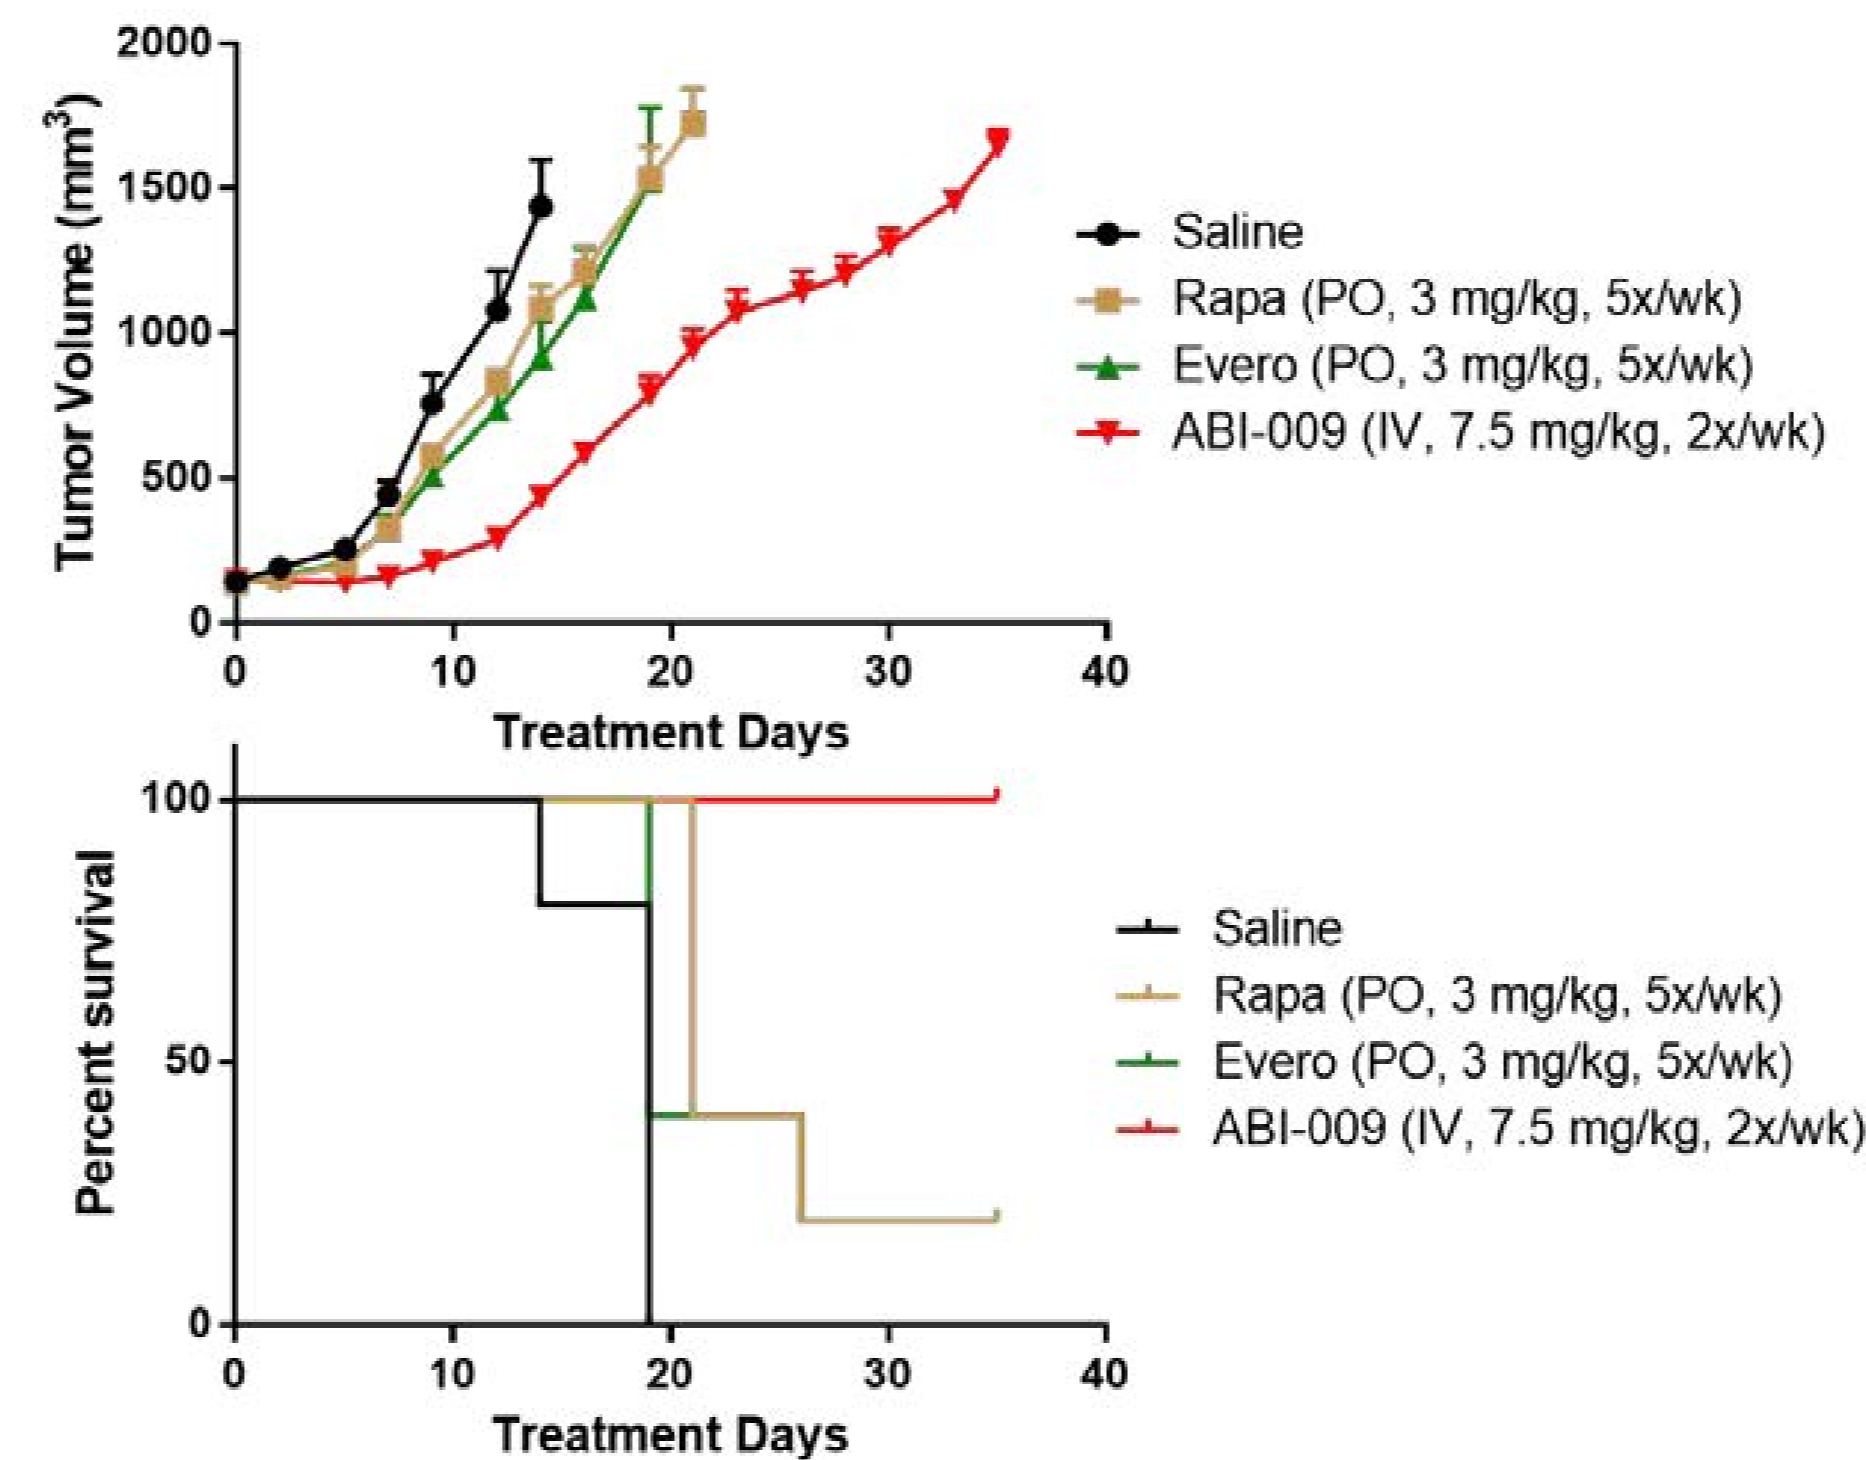 2000
1500
1000
500
0
Tumor Volume (mm³)
0 10 20 30 40
Treatment Days
Saline
Rapa (PO, 3 mg/kg, 5x/wk)
Evero (PO, 3 mg/kg, 5x/wk)
ABI-009 (IV, 7.5 mg/kg, 2x/wk)
100
50
0
Percent survival
0 10 20 30 40
Treatment Days
Saline
Rapa (PO, 3 mg/kg, 5x/wk)
Evero (PO, 3 mg/kg, 5x/wk)
ABI-009 (IV, 7.5 mg/kg, 2x/wk)